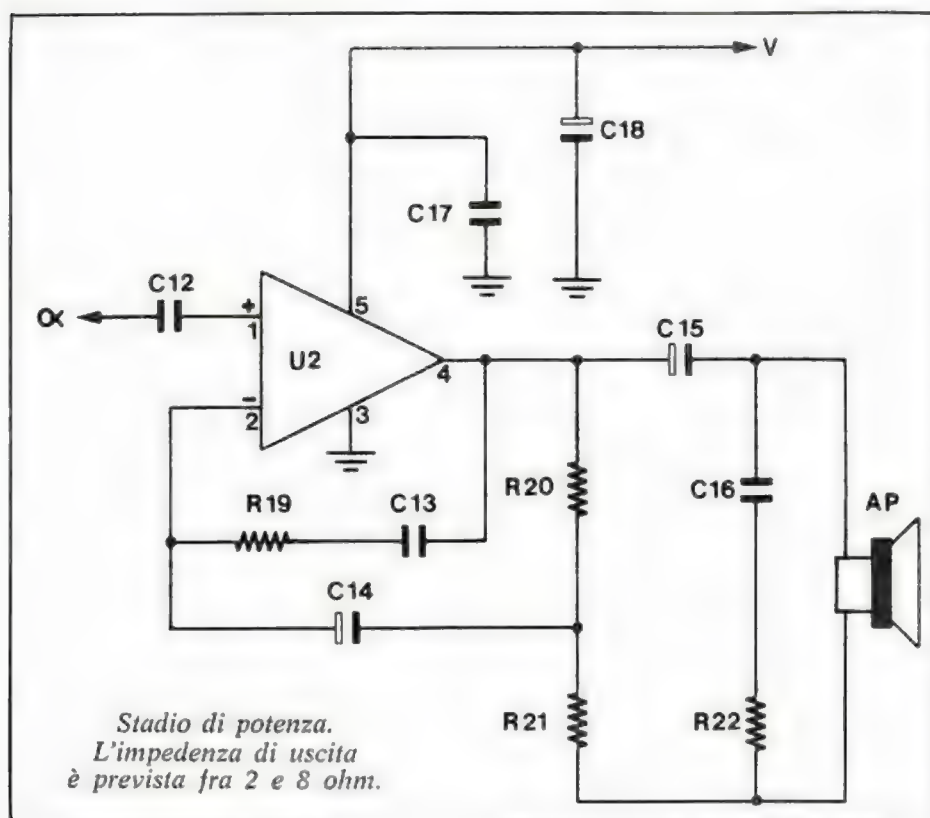 V
C18
C17
C12
α
+
1
5
U2
4
C15
-
2
3
R19
C13
R20
C16
AP
C14
R21
R22
Stadio di potenza.
L'impedenza di uscita
è prevista fra 2 e 8 ohm.